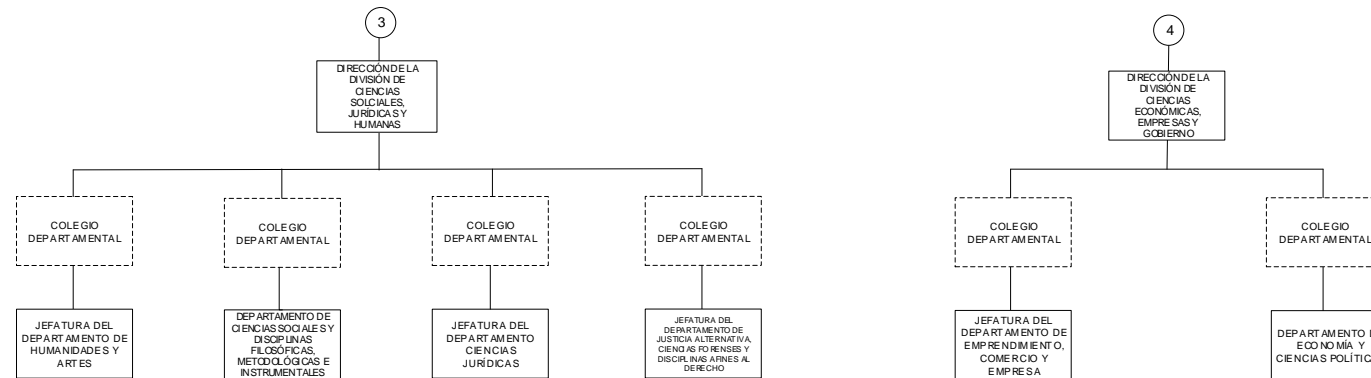 3
DIRECCIÓN DE LA
DIVISIÓN DE
CIENCIAS
SOLCIALES,
JURÍDICAS Y
HUMANAS
COLEGIO
DEPARTAMENTAL
COLEGIO
DEPARTAMENTAL
COLEGIO
DEPARTAMENTAL
COLEGIO
DEPARTAMENTAL
JEFATURA DEL
DEPARTAMENTO DE
HUMANIDADES Y
ARTES
DEPARTAMENTO DE
CIENCIAS SOCIALES Y
DISCIPLINAS
FILOSÓFICAS,
METODOLÓGICAS E
INSTRUMENTALES
JEFATURA DEL
DEPARTAMENTO
CIENCIAS
JURÍDICAS
JEFATURA DEL
DEPARTAMENTO DE
JUSTICIA ALTERNATIVA,
CIENCIAS FORENSES Y
DISCIPLINAS AFINES AL
DERECHO
4
DIRECCIÓN DE LA
DIVISIÓN DE
CIENCIAS
ECONÓMICAS,
EMPRESAS Y
GOBIERNO
COLEGIO
DEPARTAMENTAL
COLEGIO
DEPARTAMENTAL
JEFATURA DEL
DEPARTAMENTO DE
EMPRENDIMIENTO,
COMERCIO Y
EMPRESA
DEPARTAMENTO
ECONOMÍA Y
CIENCIAS